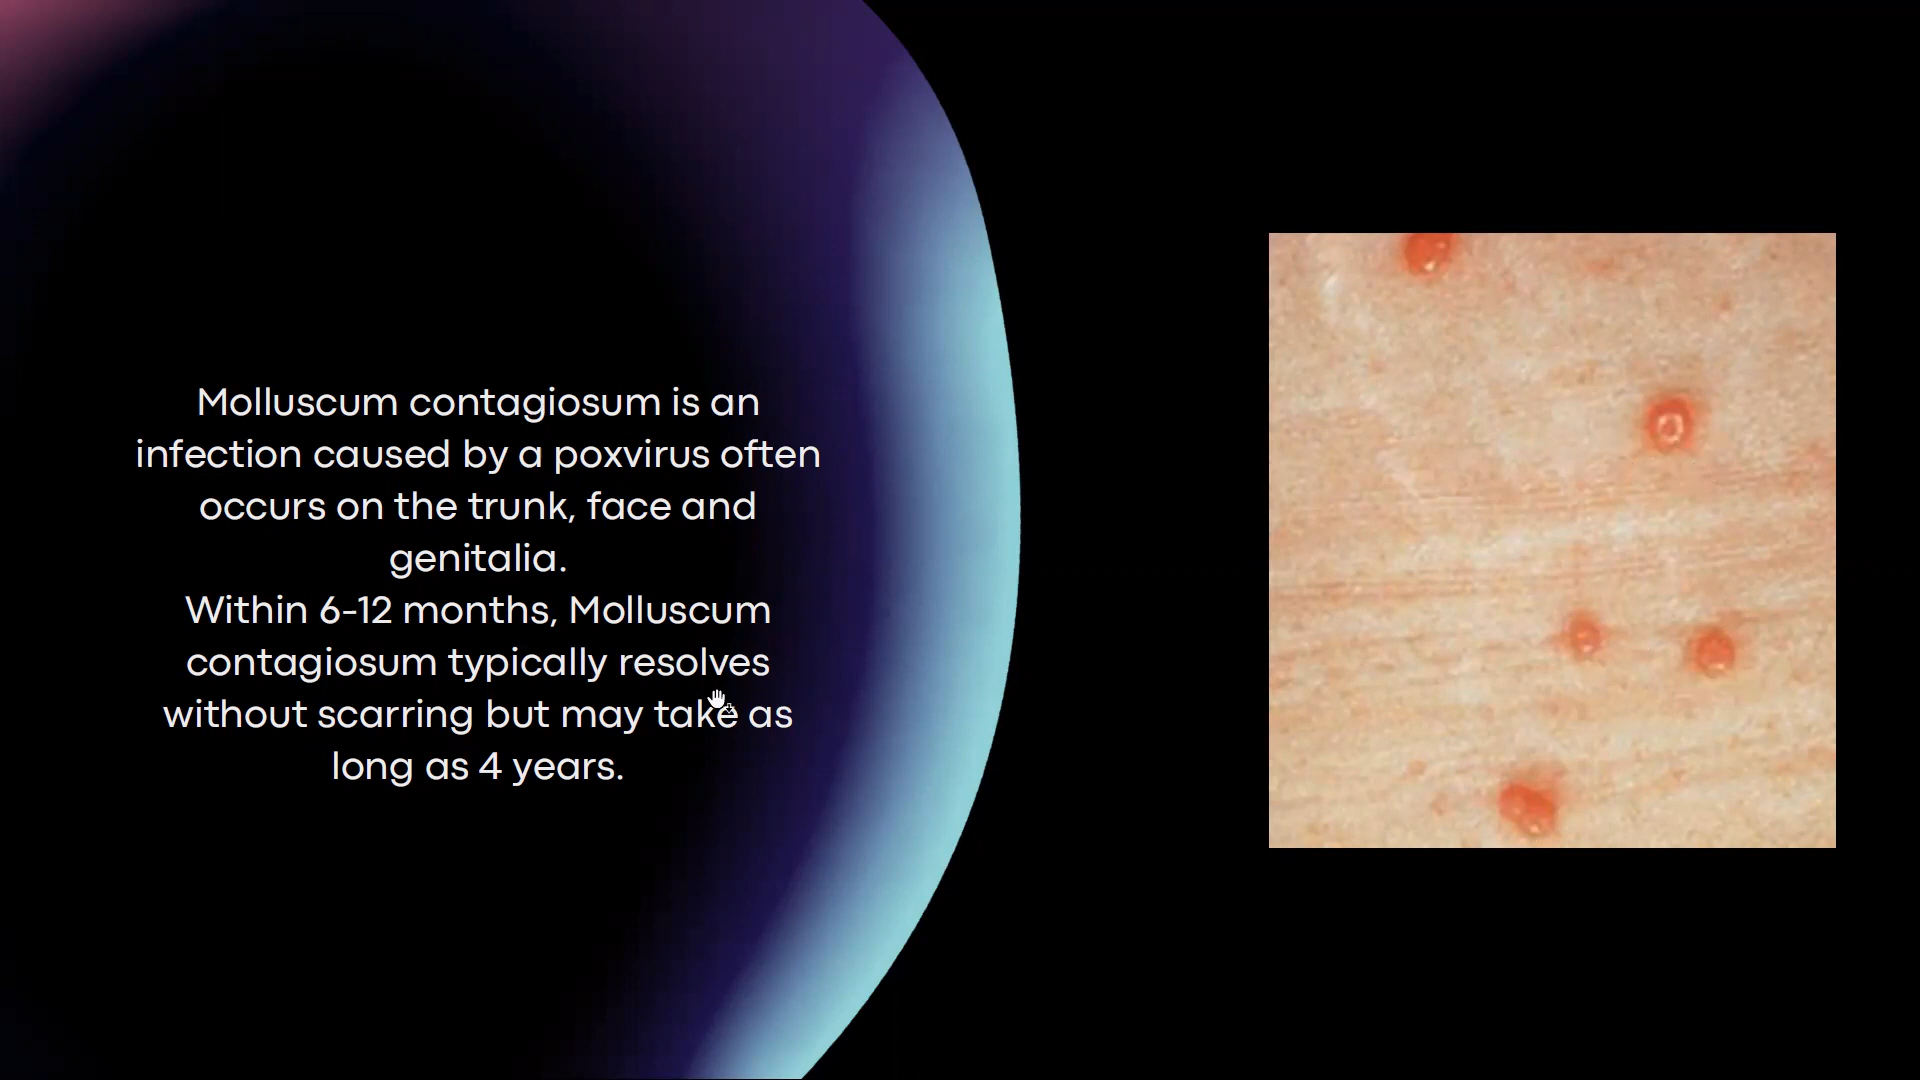 Molluscum contagiosum is an
infection caused by a poxvirus often
occurs on the trunk, face and
genitalia.
Within 6-12 months, Molluscum
contagiosum typically resolves
without scarring but may take as
long as 4 years.